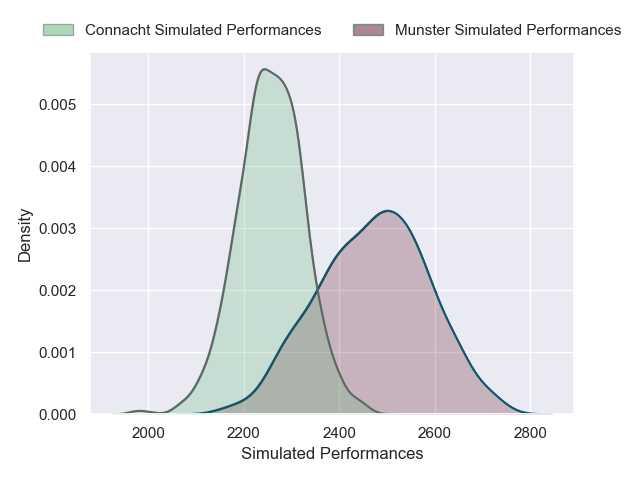 Connacht Simulated Performances Munster Simulated Performances
0.005
0.004
0.003
0.002
0.001
0.000
Density
2000 2200 2400 2600 2800
Simulated Performances